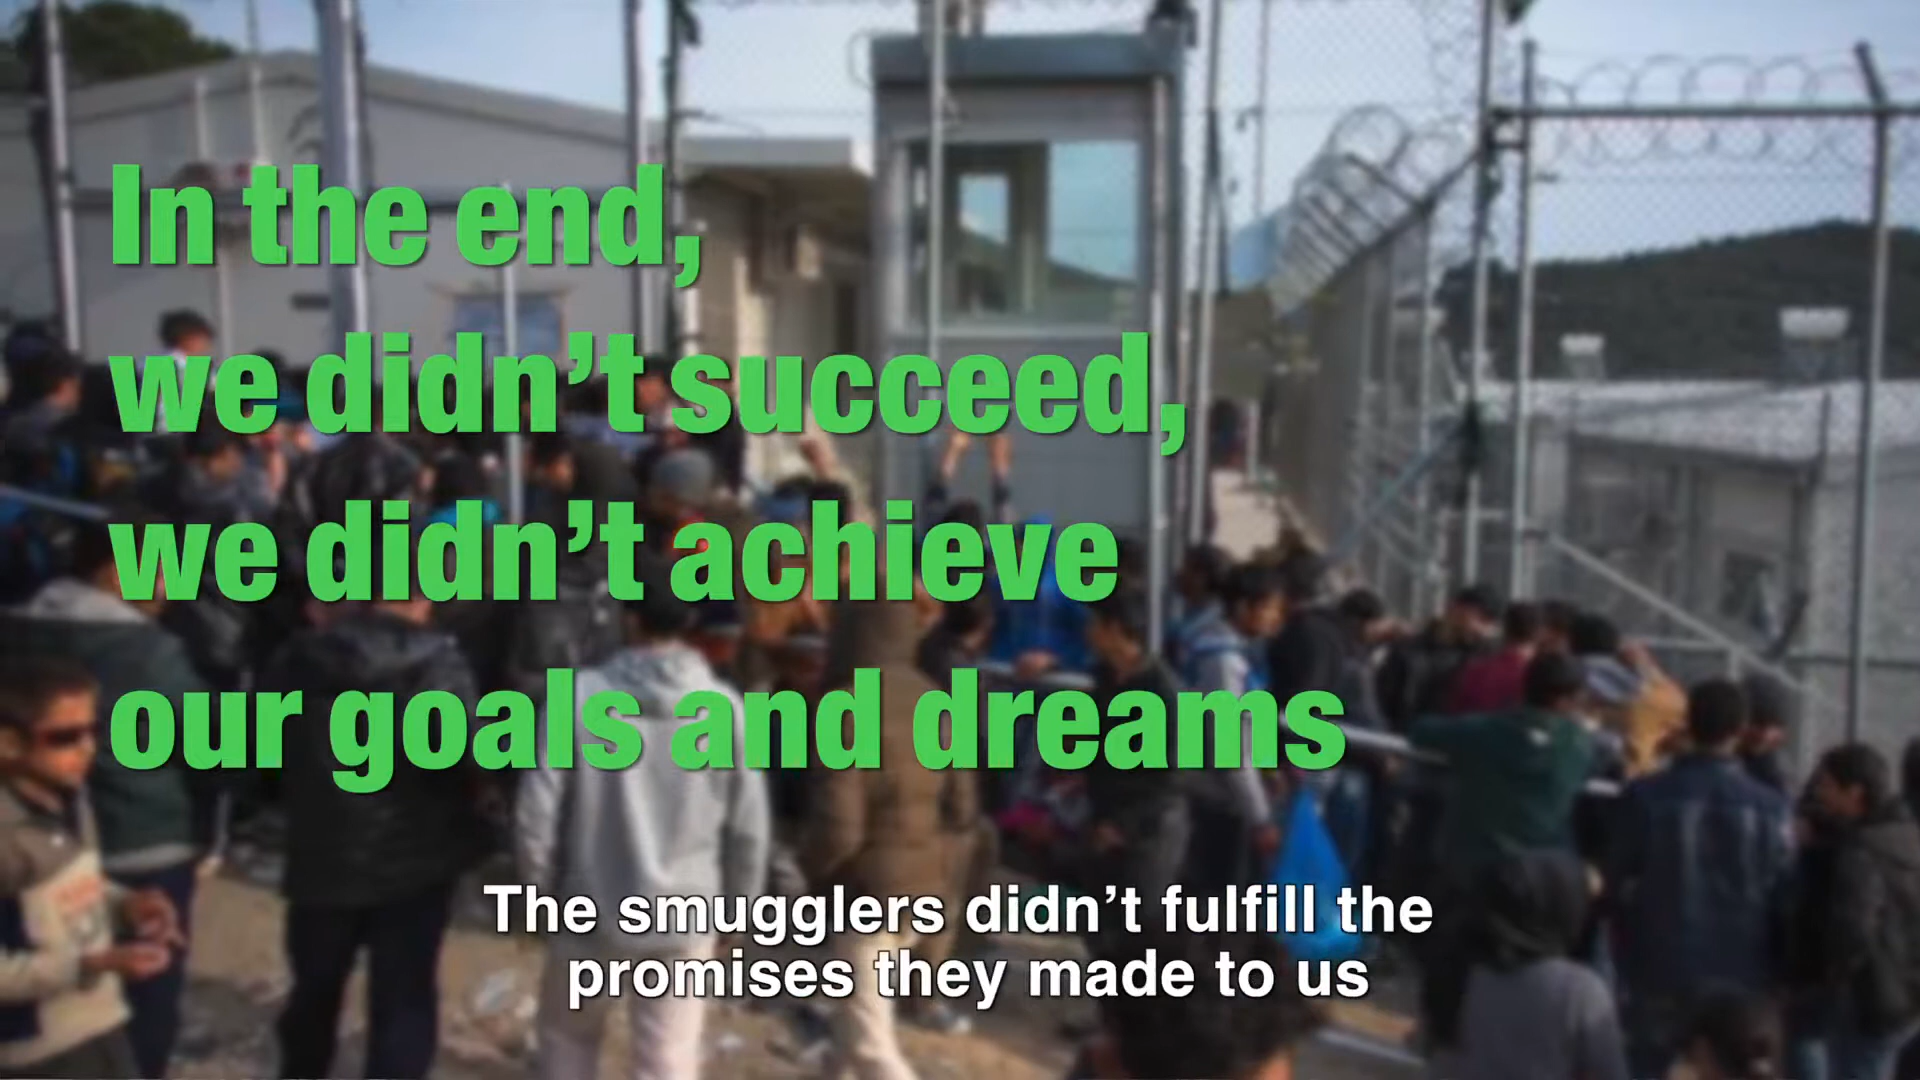 In the end,
we didn’t succeed,
we didn’t achieve
our goals and dreams
The smugglers didn’t fulfill the
promises they made to us